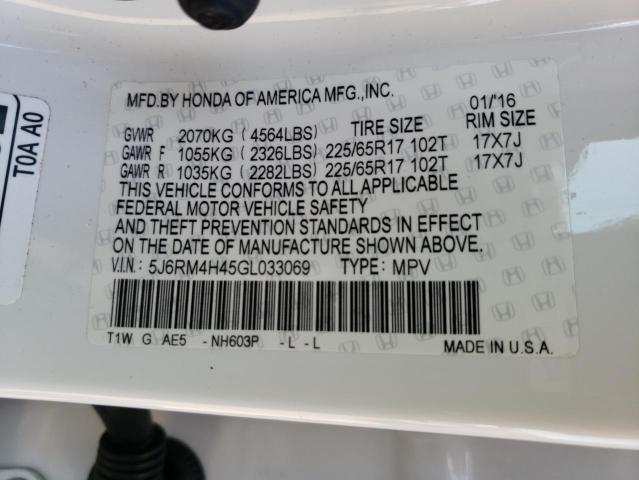 MFD.BY HONDA OF AMERICA MFG.,INC. 01/'16
GVWR 2070KG ( 4564LBS) TIRE SIZE RIM SIZE
GAWR F 1055KG ( 2326LBS) 225/65R17 102T 17X7J
GAWR R 1035KG ( 2282LBS) 225/65R17 102T 17X7J
THIS VEHICLE CONFORMS TO ALL APPLICABLE
FEDERAL MOTOR VEHICLE SAFETY
AND THEFT PREVENTION STANDARDS IN EFFECT
ON THE DATE OF MANUFACTURE SHOWN ABOVE.
V.I.N.: 5J6RM4H45GL033069 TYPE: MPV
T1W G AE5 - NH603P - L - L MADE IN U.S.A.
T0A A0